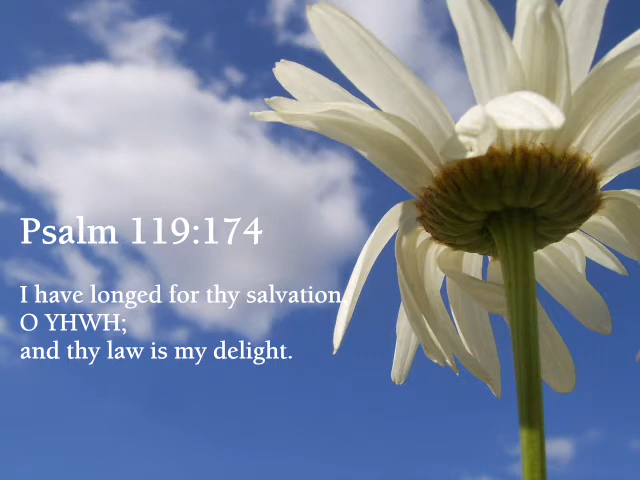 Psalm 119:174
I have longed for thy salvation
O YHWH;
and thy law is my delight.